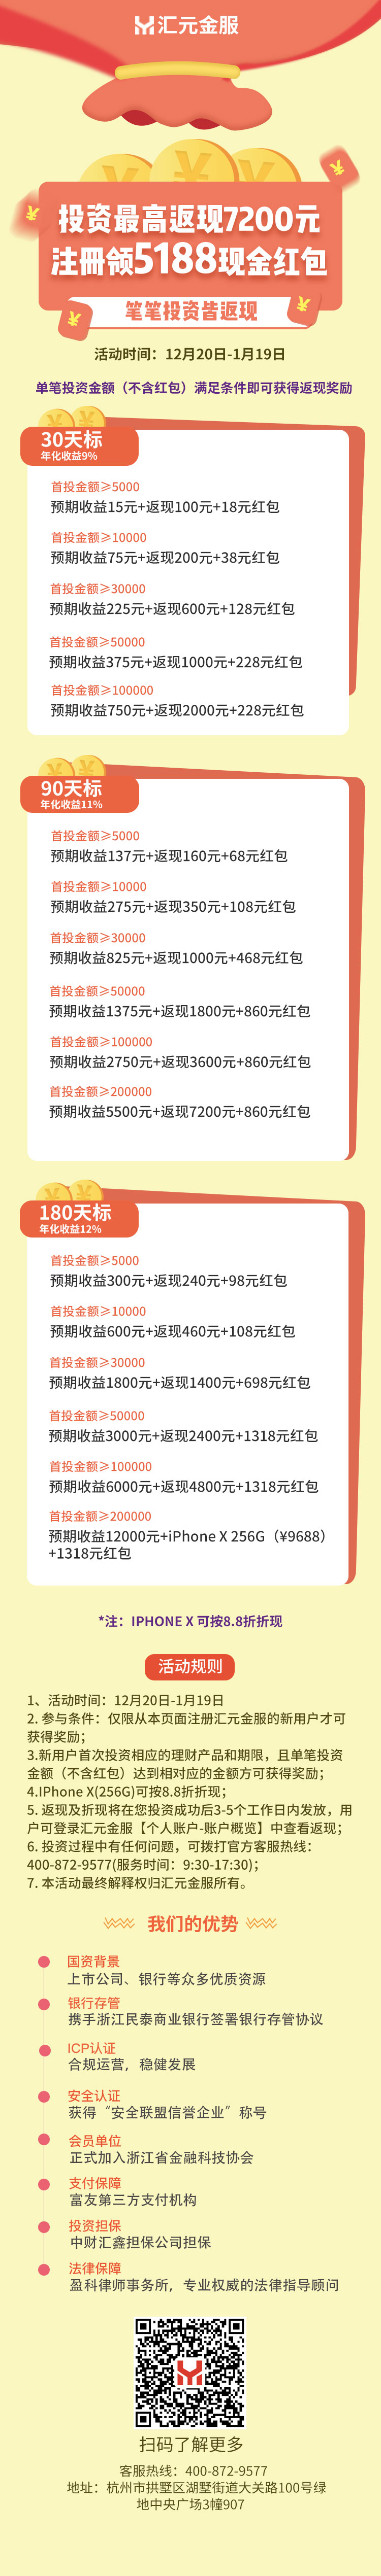 汇元金服
投资最高返现7200元
注冊领5188现金红包
笔笔投资皆返现
活动时间：12月20日-1月19日
单笔投资金额（不含红包）满足条件即可获得返现奖励
30天标
年化收益9%
首投金额≥5000
预期收益15元+返现100元+18元红包
首投金额≥10000
预期收益75元+返现200元+38元红包
首投金额≥30000
预期收益225元+返现600元+128元红包
首投金额≥50000
预期收益375元+返现1000元+228元红包
首投金额≥100000
预期收益750元+返现2000元+228元红包
90天标
年化收益11%
首投金额≥5000
预期收益137元+返现160元+68元红包
首投金额≥10000
预期收益275元+返现350元+108元红包
首投金额≥30000
预期收益825元+返现1000元+468元红包
首投金额≥50000
预期收益1375元+返现1800元+860元红包
首投金额≥100000
预期收益2750元+返现3600元+860元红包
首投金额≥200000
预期收益5500元+返现7200元+860元红包
180天标
年化收益12%
首投金额≥5000
预期收益300元+返现240元+98元红包
首投金额≥10000
预期收益600元+返现460元+108元红包
首投金额≥30000
预期收益1800元+返现1400元+698元红包
首投金额≥50000
预期收益3000元+返现2400元+1318元红包
首投金额≥100000
预期收益6000元+返现4800元+1318元红包
首投金额≥200000
预期收益12000元+iPhone X 256G（¥9688）
+1318元红包
*注：IPHONE X 可按8.8折折现
活动规则
1、活动时间：12月20日-1月19日
2. 参与条件：仅限从本页面注册汇元金服的新用户才可
获得奖励；
3.新用户首次投资相应的理财产品和期限，且单笔投资
金额（不含红包）达到相对应的金额方可获得奖励；
4.IPhone X(256G)可按8.8折折现；
5. 返现及折现将在您投资成功后3-5个工作日内发放，用
户可登录汇元金服【个人账户-账户概览】中查看返现；
6. 投资过程中有任何问题，可拨打官方客服热线：
400-872-9577(服务时间：9:30-17:30)；
7. 本活动最终解释权归汇元金服所有。
我们的优势
国资背景
上市公司、银行等众多优质资源
银行存管
携手浙江民泰商业银行签署银行存管协议
ICP认证
合规运营，稳健发展
安全认证
获得“安全联盟信誉企业”称号
会员单位
正式加入浙江省金融科技协会
支付保障
富友第三方支付机构
投资担保
中财汇鑫担保公司担保
法律保障
盈科律师事务所，专业权威的法律指导顾问
扫码了解更多
客服热线：400-872-9577
地址：杭州市拱墅区湖墅街道大关路100号绿
地中央广场3幢907